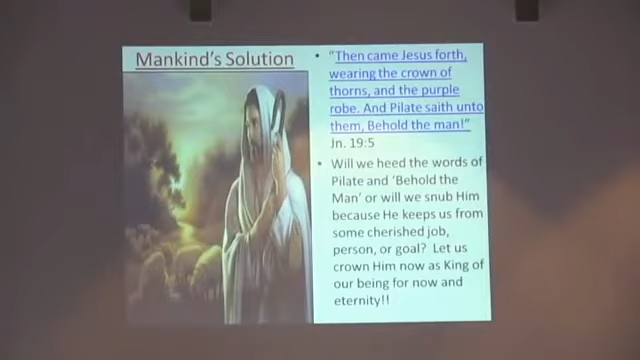 Mankind's Solution
• "Then came Jesus forth,
wearing the crown of
thorns, and the purple
robe. And Pilate saith unto
them, Behold the man!"
Jn. 19:5
• Will we heed the words of
Pilate and 'Behold the
Man' or will we snub Him
because He keeps us from
some cherished job,
person, or goal? Let us
crown Him now as King of
our being for now and
eternity!!